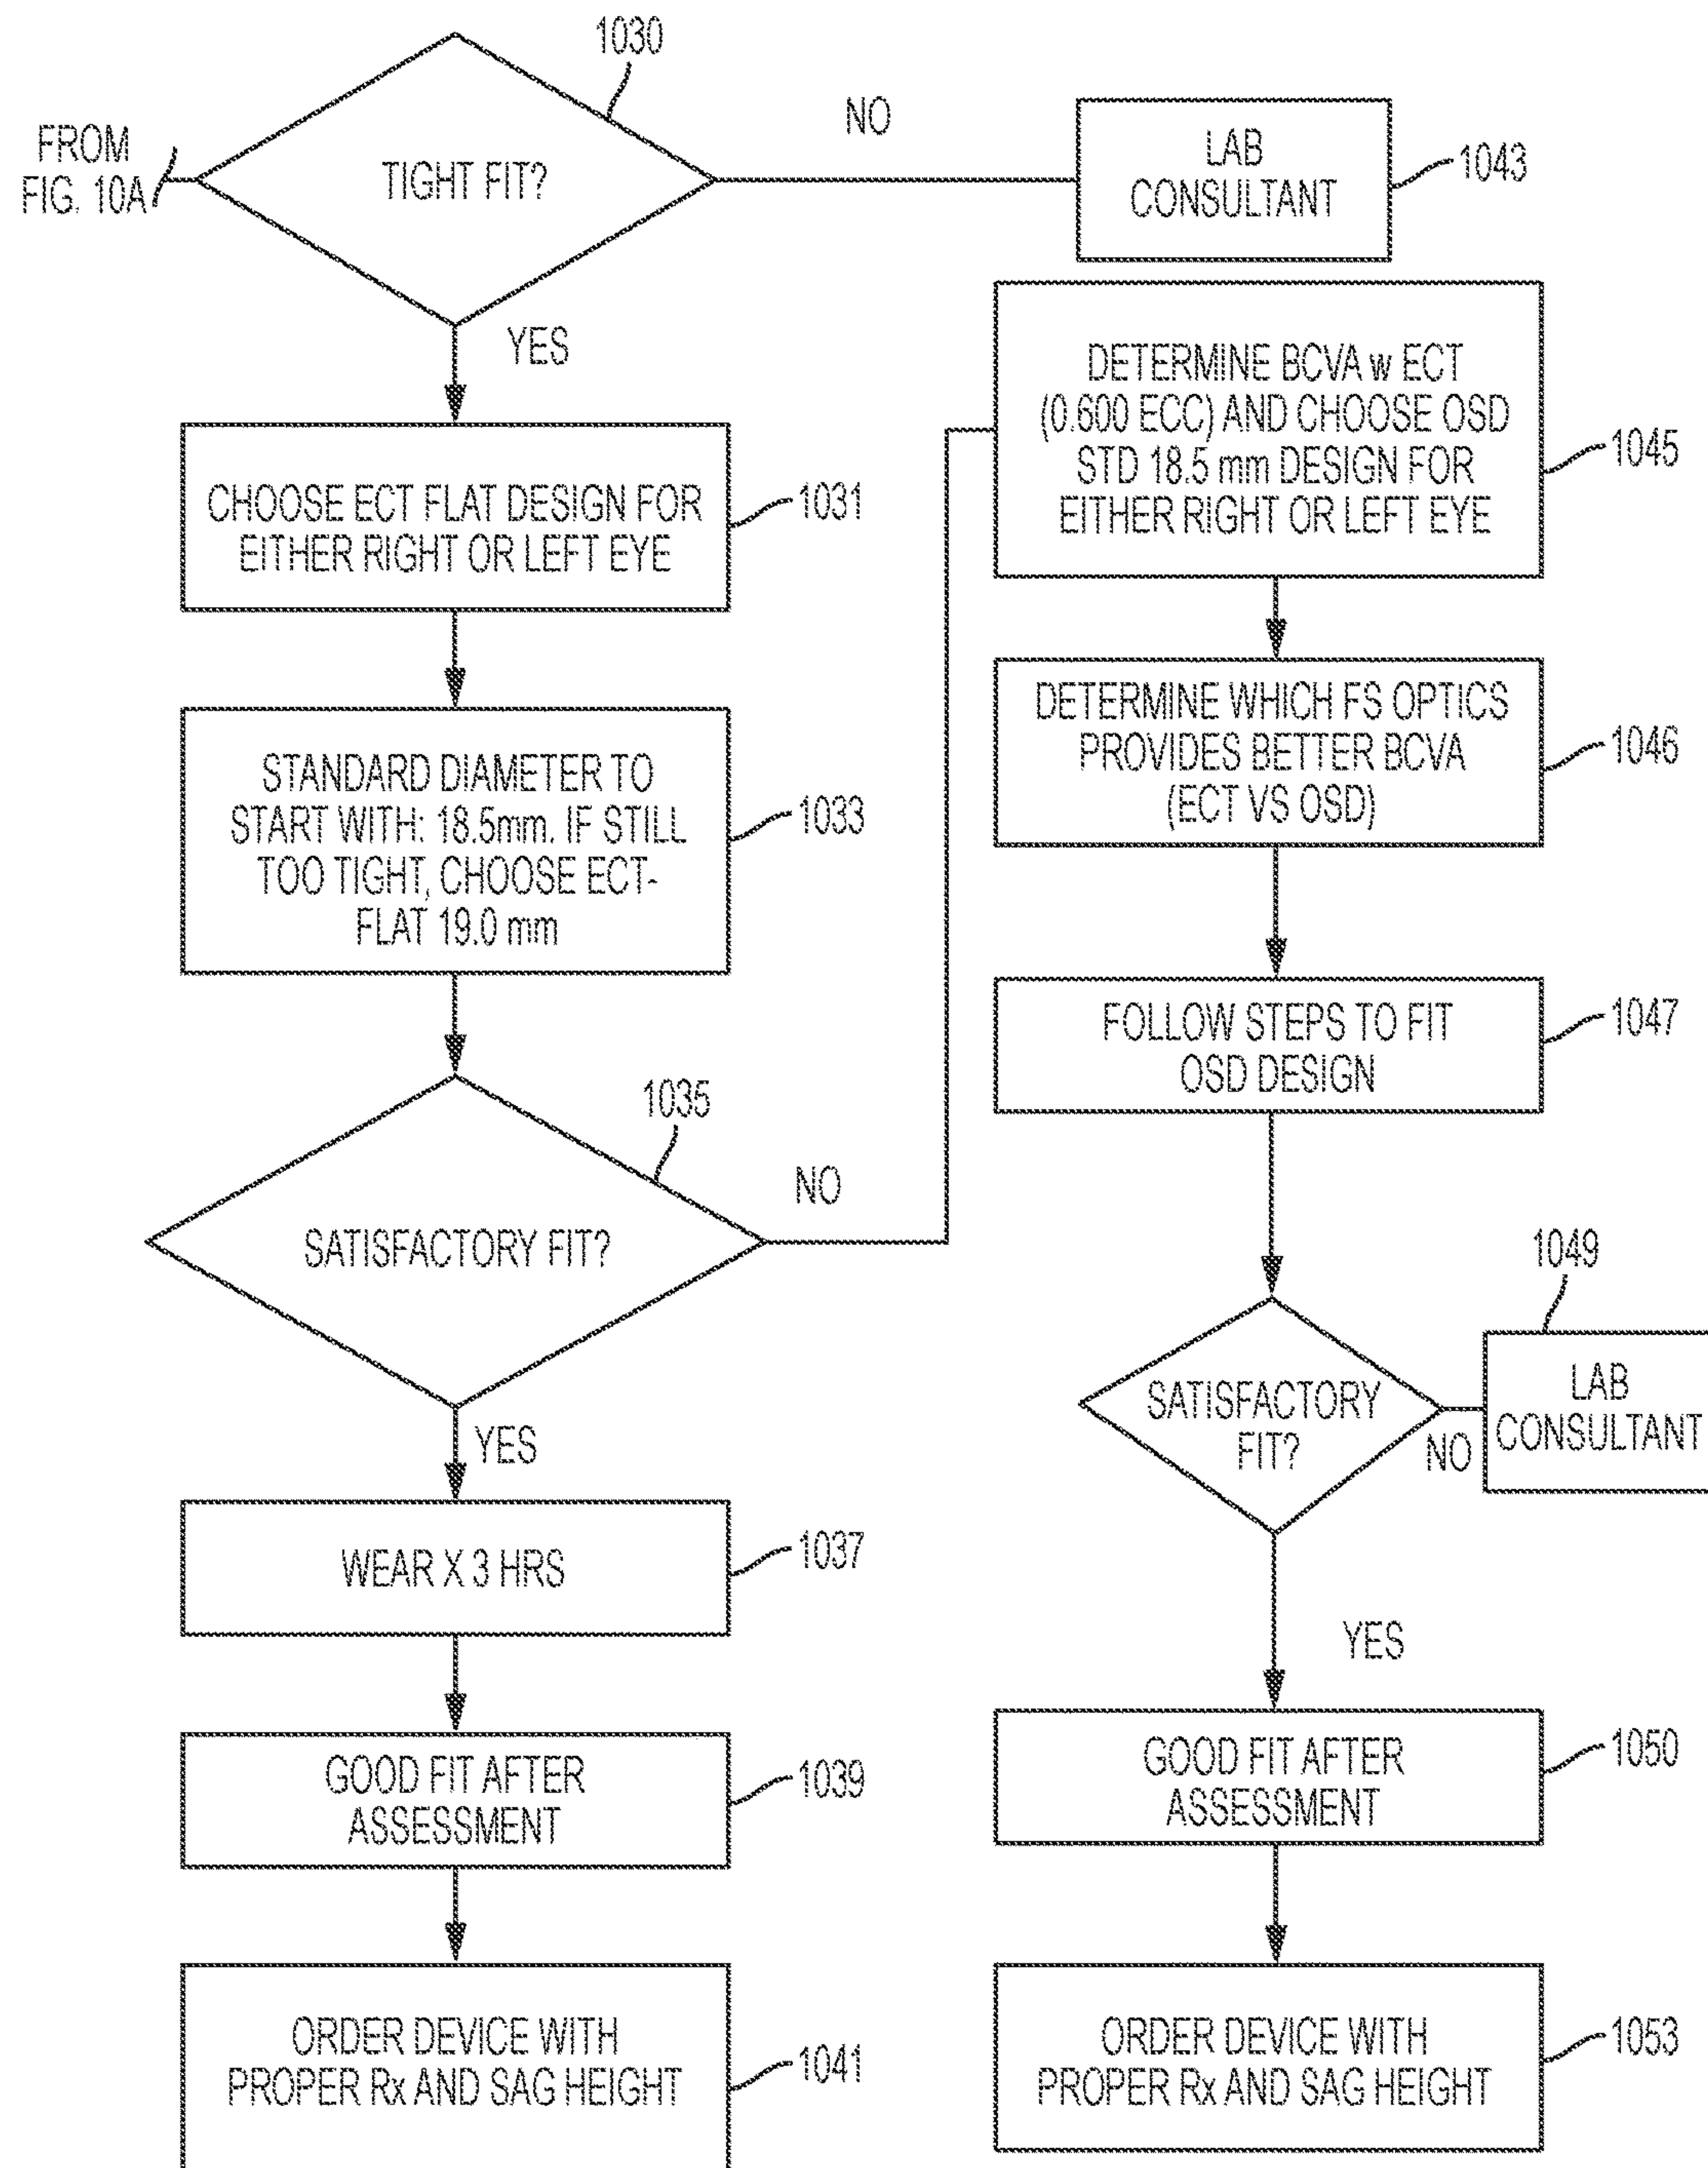 1030
FROM
FIG. 10A
TIGHT FIT?
NO
LAB
CONSULTANT
1043
YES
CHOOSE ECT FLAT DESIGN FOR
EITHER RIGHT OR LEFT EYE
1031
STANDARD DIAMETER TO
START WITH: 18.5mm. IF STILL
TOO TIGHT, CHOOSE ECT-
FLAT 19.0 mm
1033
1035
SATISFACTORY FIT?
NO
YES
WEAR X 3 HRS
1037
GOOD FIT AFTER
ASSESSMENT
1039
ORDER DEVICE WITH
PROPER Rx AND SAG HEIGHT
1041
DETERMINE BCVA w ECT
(0.600 ECC) AND CHOOSE OSD
STD 18.5 mm DESIGN FOR
EITHER RIGHT OR LEFT EYE
1045
DETERMINE WHICH FS OPTICS
PROVIDES BETTER BCVA
(ECT VS OSD)
1046
FOLLOW STEPS TO FIT
OSD DESIGN
1047
SATISFACTORY
FIT?
NO
1049
LAB
CONSULTANT
YES
GOOD FIT AFTER
ASSESSMENT
1050
ORDER DEVICE WITH
PROPER Rx AND SAG HEIGHT
1053